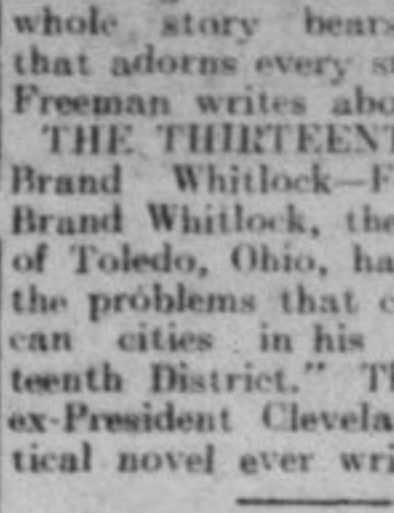 whole story bears
that adorns every s
Freeman writes abo
THE THIRTEENT
Brand Whitlock—F
Brand Whitlock, the
of Toledo, Ohio, ha
the problems that c
can cities in his
teenth District." Th
ex-President Clevela
tical novel ever wri